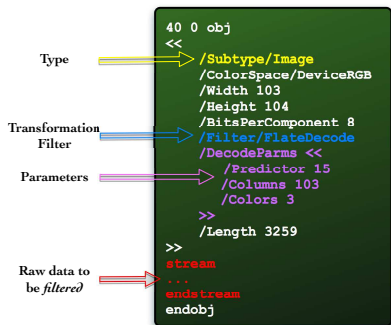 40 0 obj
<<
Type
/Subtype/Image
/ColorSpace/DeviceRGB
/Width 103
/Height 104
/BitsPerComponent 8
Transformation
Filter
/Filter/FlateDecode
/DecodeParms <<
Parameters
/Predictor 15
/Columns 103
/Colors 3
>>
/Length 3259
>>
Raw data to
be filtered
stream
...
endstream
endobj